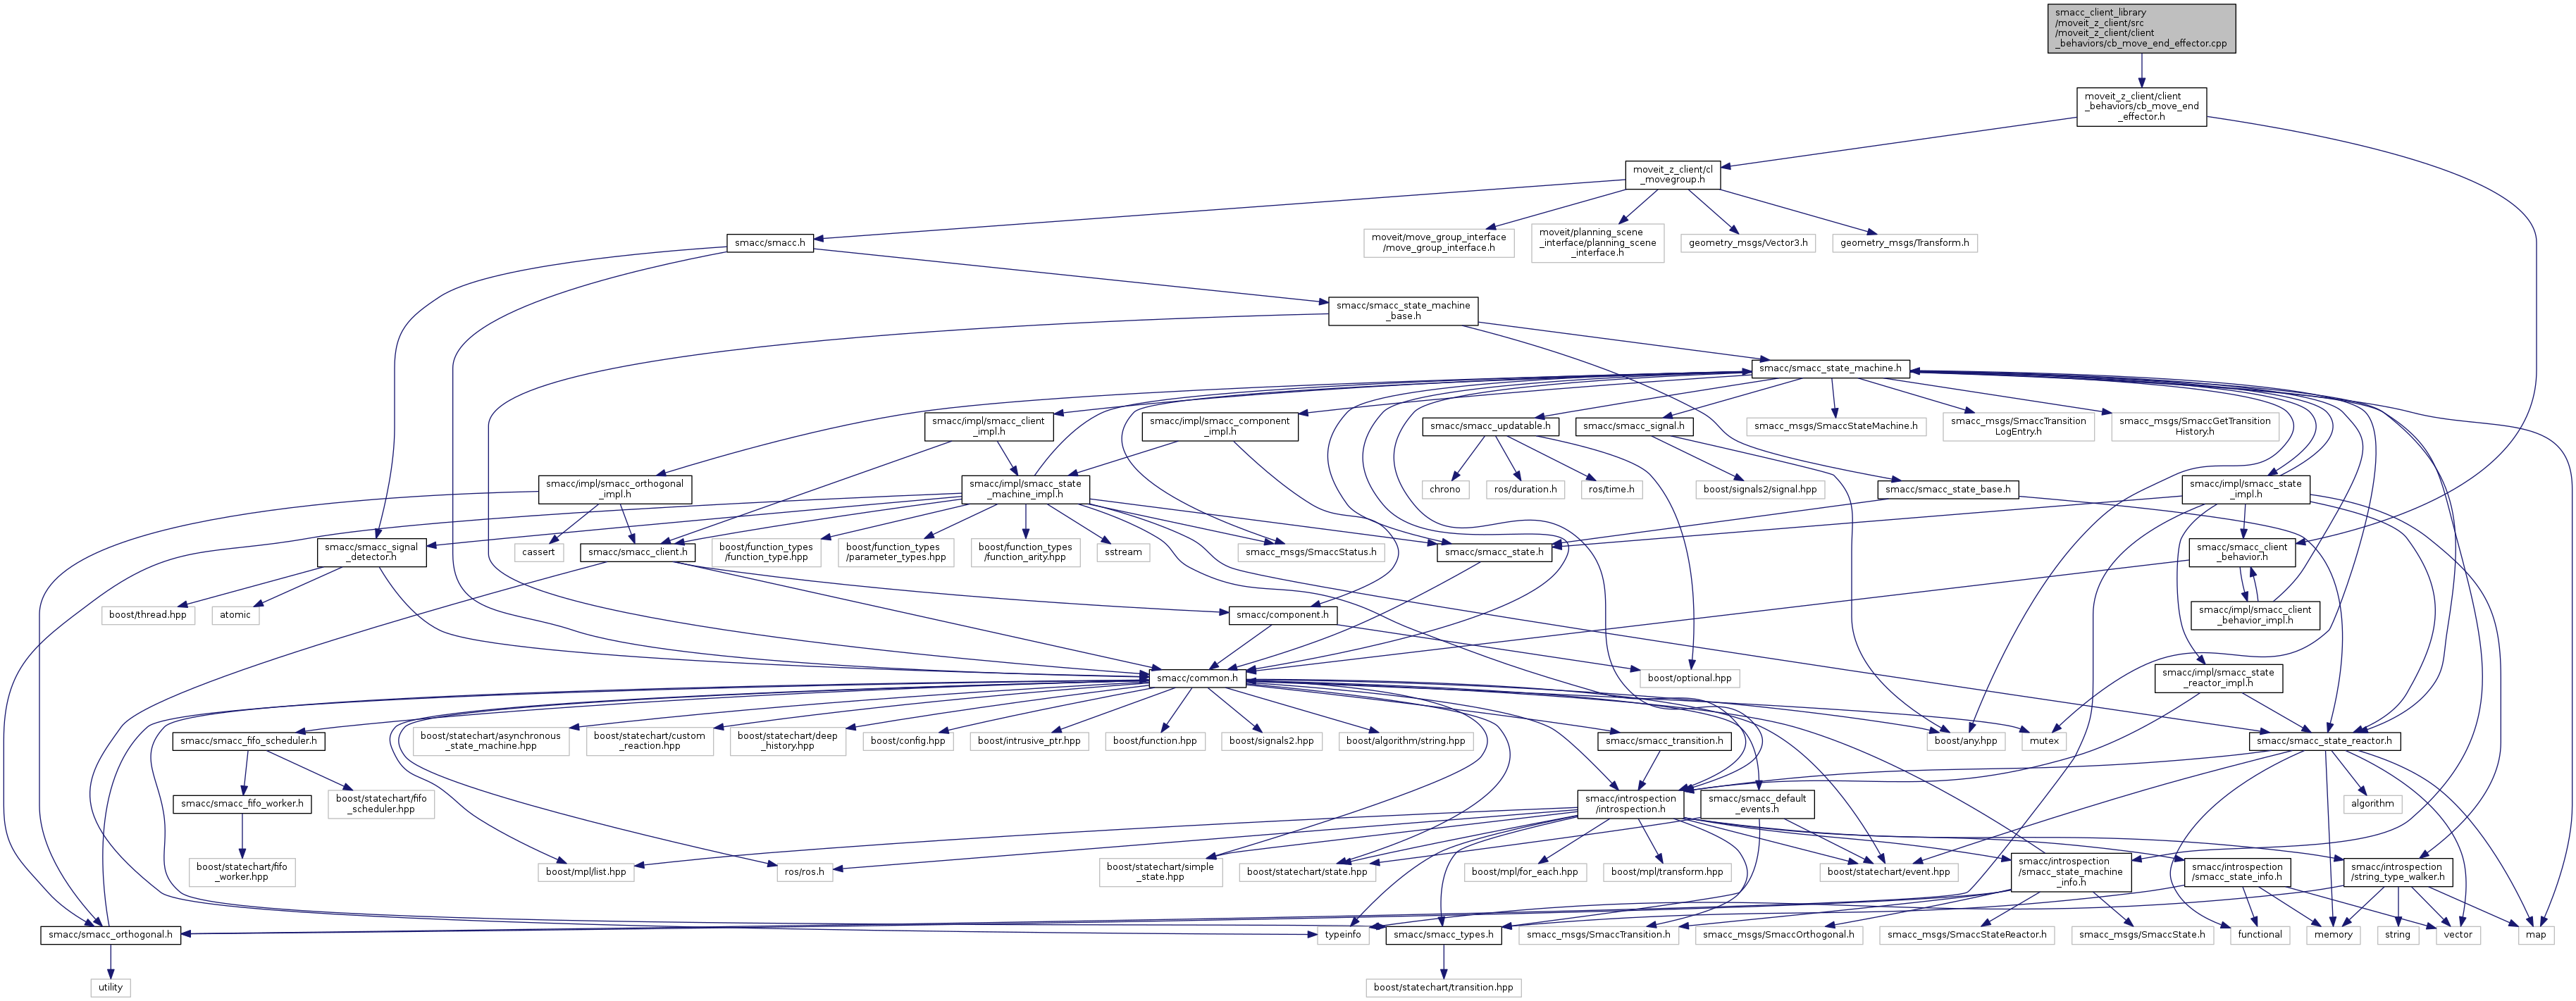 smacc_client_library
/moveit_z_client/src
/moveit_z_client/client
_behaviors/cb_move_end_effector.cpp
moveit_z_client/client
_behaviors/cb_move_end
_effector.h
moveit_z_client/cl
_movegroup.h
smacc/smacc.h
moveit/move_group_interface
/move_group_interface.h
moveit/planning_scene
_interface/planning_scene
_interface.h
geometry_msgs/Vector3.h
geometry_msgs/Transform.h
smacc/smacc_state_machine
_base.h
smacc/smacc_state_machine.h
smacc/impl/smacc_client
_impl.h
smacc/impl/smacc_component
_impl.h
smacc/smacc_updatable.h
smacc/smacc_signal.h
smacc_msgs/SmaccStateMachine.h
smacc_msgs/SmaccTransition
LogEntry.h
smacc_msgs/SmaccGetTransition
History.h
smacc/impl/smacc_orthogonal
_impl.h
smacc/impl/smacc_state
_machine_impl.h
chrono
ros/duration.h
ros/time.h
boost/signals2/signal.hpp
smacc/smacc_state_base.h
smacc/impl/smacc_state
_impl.h
smacc/smacc_signal
_detector.h
cassert
smacc/smacc_client.h
boost/function_types
/function_type.hpp
boost/function_types
/parameter_types.hpp
boost/function_types
/function_arity.hpp
sstream
smacc_msgs/SmaccStatus.h
smacc/smacc_state.h
smacc/smacc_client
_behavior.h
boost/thread.hpp
atomic
smacc/component.h
smacc/impl/smacc_client
_behavior_impl.h
smacc/common.h
boost/optional.hpp
smacc/impl/smacc_state
_reactor_impl.h
smacc/smacc_fifo_scheduler.h
boost/statechart/asynchronous
_state_machine.hpp
boost/statechart/custom
_reaction.hpp
boost/statechart/deep
_history.hpp
boost/config.hpp
boost/intrusive_ptr.hpp
boost/function.hpp
boost/signals2.hpp
boost/algorithm/string.hpp
smacc/smacc_transition.h
boost/any.hpp
mutex
smacc/smacc_state_reactor.h
smacc/smacc_fifo_worker.h
boost/statechart/fifo
_scheduler.hpp
smacc/introspection
/introspection.h
smacc/smacc_default
_events.h
algorithm
boost/statechart/fifo
_worker.hpp
boost/mpl/list.hpp
ros/ros.h
boost/statechart/simple
_state.hpp
boost/statechart/state.hpp
boost/mpl/for_each.hpp
boost/mpl/transform.hpp
boost/statechart/event.hpp
smacc/introspection
/smacc_state_machine
_info.h
smacc/introspection
/smacc_state_info.h
smacc/introspection
/string_type_walker.h
smacc/smacc_orthogonal.h
typeinfo
smacc/smacc_types.h
smacc_msgs/SmaccTransition.h
smacc_msgs/SmaccOrthogonal.h
smacc_msgs/SmaccStateReactor.h
smacc_msgs/SmaccState.h
functional
memory
string
vector
map
utility
boost/statechart/transition.hpp